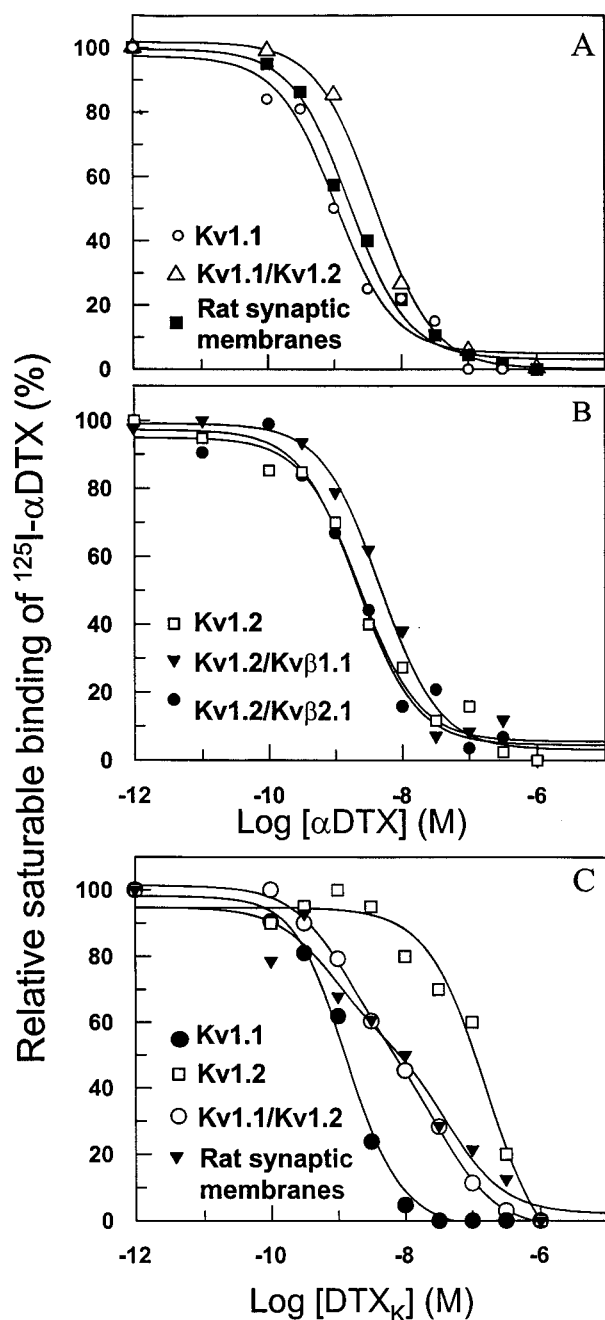 Relative saturable binding of ¹²⁵I-αDTX (%)
A
100
80
60
40
20
0
Kv1.1
Kv1.1/Kv1.2
Rat synaptic
membranes
B
100
80
60
40
20
0
Kv1.2
Kv1.2/Kvβ1.1
Kv1.2/Kvβ2.1
-12 -10 -8 -6
Log [αDTX] (M)
C
100
80
60
40
20
0
Kv1.1
Kv1.2
Kv1.1/Kv1.2
Rat synaptic
membranes
-12 -10 -8 -6
Log [DTX_K] (M)